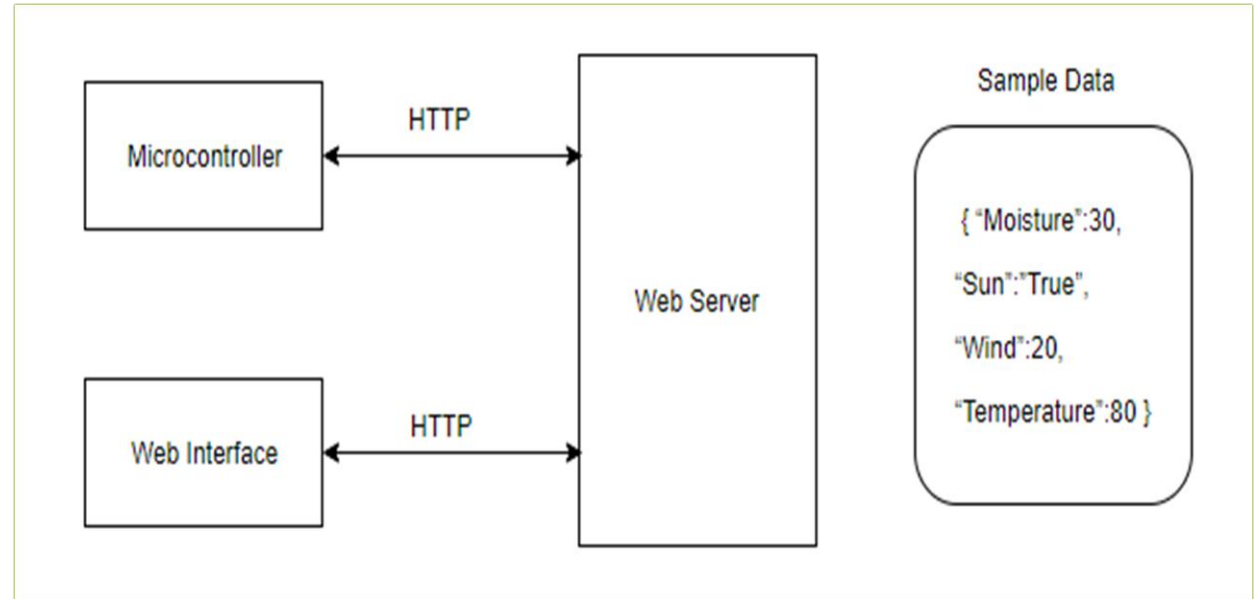 Microcontroller
HTTP
Web Interface
HTTP
Web Server
Sample Data
{ “Moisture”:30,
“Sun”:”True”,
“Wind”:20,
“Temperature”:80 }